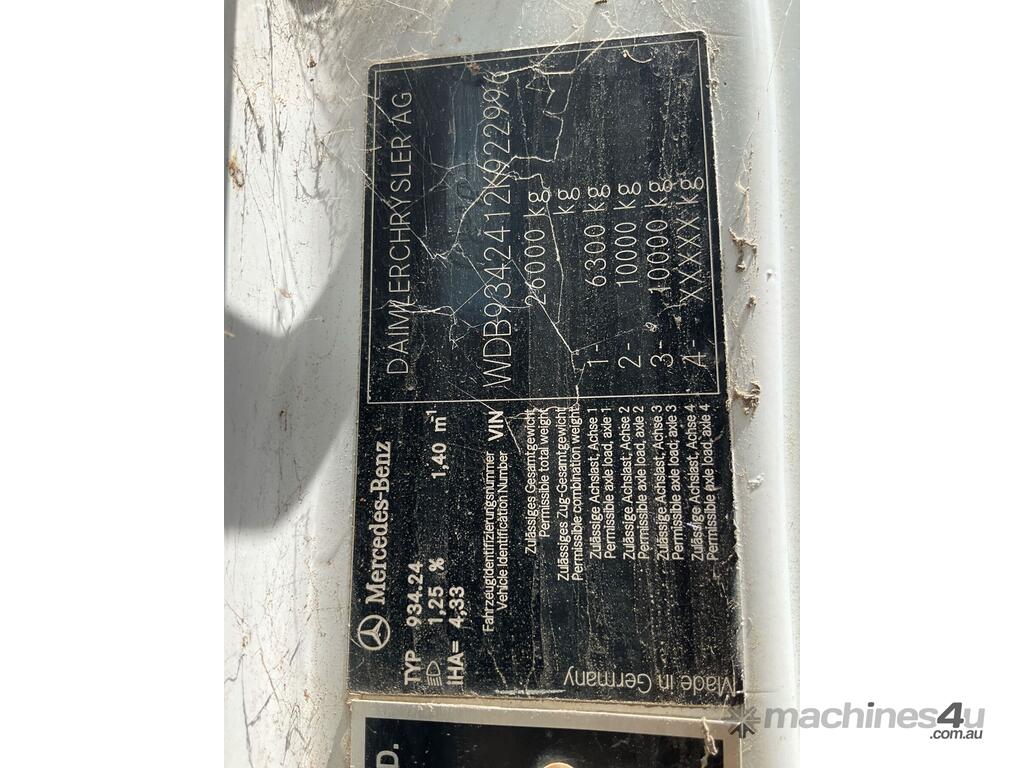 Mercedes-Benz
DAIMLERCHRYSLER AG
TYP 934.24
1,25 % 1,40 m⁻¹
IHA= 4,33
Fahrzeugidentifizierungsnummer
Vehicle Identification Number VIN WDB9342412K922996
Zulässiges Gesamtgewicht
Permissible total weight 26000 kg
Zulässiges Zug-Gesamtgewicht
Permissible combination weight kg
Zulässige Achslast, Achse 1
Permissible axle load, axle 1 1- 6300 kg
Zulässige Achslast, Achse 2
Permissible axle load, axle 2 2- 10000 kg
Zulässige Achslast, Achse 3
Permissible axle load, axle 3 3- 10000 kg
Zulässige Achslast, Achse 4
Permissible axle load, axle 4 4- XXXXX kg
Made in Germany
D.
machines4u
.com.au